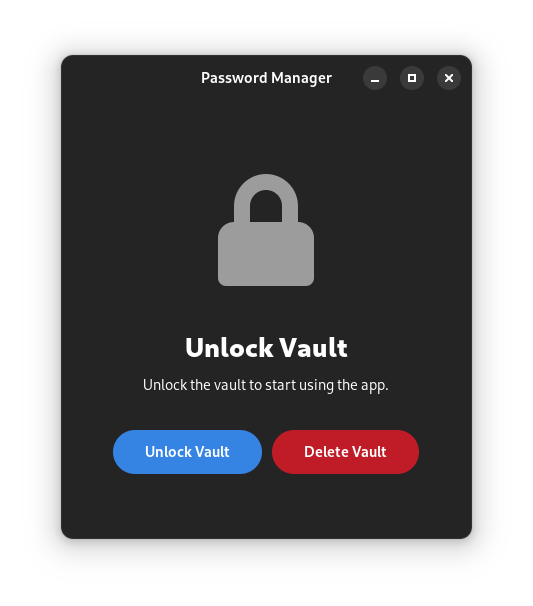 Password Manager
Unlock Vault
Unlock the vault to start using the app.
Unlock Vault Delete Vault